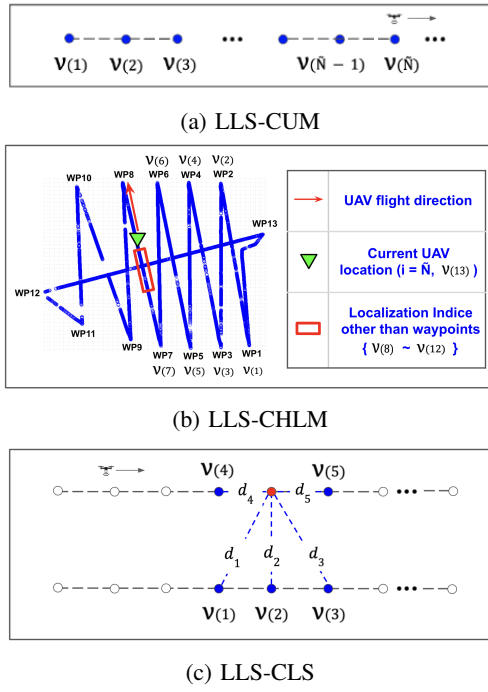 •••
•••
ν(1) ν(2) ν(3) ν(Ñ − 1) ν(Ñ)
(a) LLS-CUM
ν(6) ν(4) ν(2)
WP10 WP8 WP6 WP4 WP2
WP13
WP12
WP11
WP9 WP7 WP5 WP3 WP1
ν(7) ν(5) ν(3) ν(1)
UAV flight direction
Current UAV
location (i = Ñ, ν(13) )
Localization Indice
other than waypoints
{ ν(8) ~ ν(12) }
(b) LLS-CHLM
ν(4) ν(5)
d4 d5 •••
d1 d2 d3
•••
ν(1) ν(2) ν(3)
(c) LLS-CLS